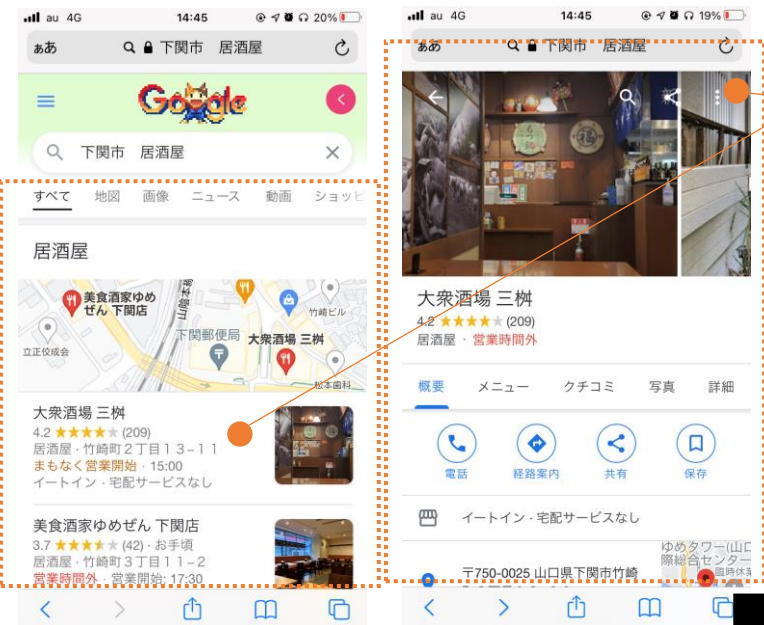 au 4G
14:45
20%
ああ
下関市 居酒屋
Google
下関市 居酒屋
すべて 地図 画像 ニュース 動画 ショッピ
居酒屋
美食酒家ゆめ
ぜん 下関店
山陰本線
竹崎ビル
下関郵便局
大衆酒場 三桝
立正佼成会
松本歯科
大衆酒場 三桝
4.2 ★★★★★ (209)
居酒屋 · 竹崎町2丁目13−11
まもなく営業開始 · 15:00
イートイン · 宅配サービスなし
美食酒家ゆめぜん 下関店
3.7 ★★★★★ (42) · お手頃
居酒屋 · 竹崎町3丁目11−2
営業時間外 · 営業開始: 17:30
au 4G
14:45
19%
ああ
下関市 居酒屋
福
大衆酒場 三桝
4.2 ★★★★★ (209)
居酒屋 · 営業時間外
概要 メニュー クチコミ 写真 詳細
電話 経路案内 共有 保存
イートイン · 宅配サービスなし
〒750-0025 山口県下関市竹崎
ゆめタワー(山口
際総合センター
臨時休業